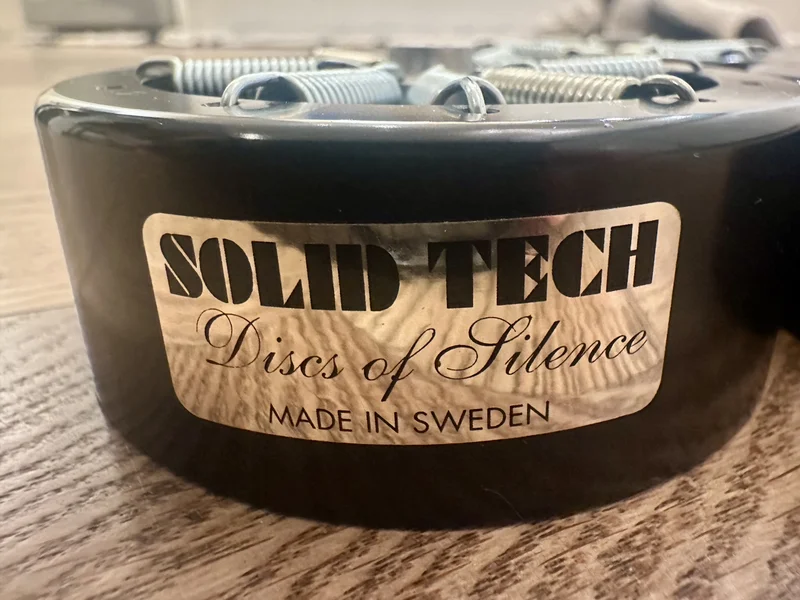 SOLID TECH
Discs of Silence
MADE IN SWEDEN